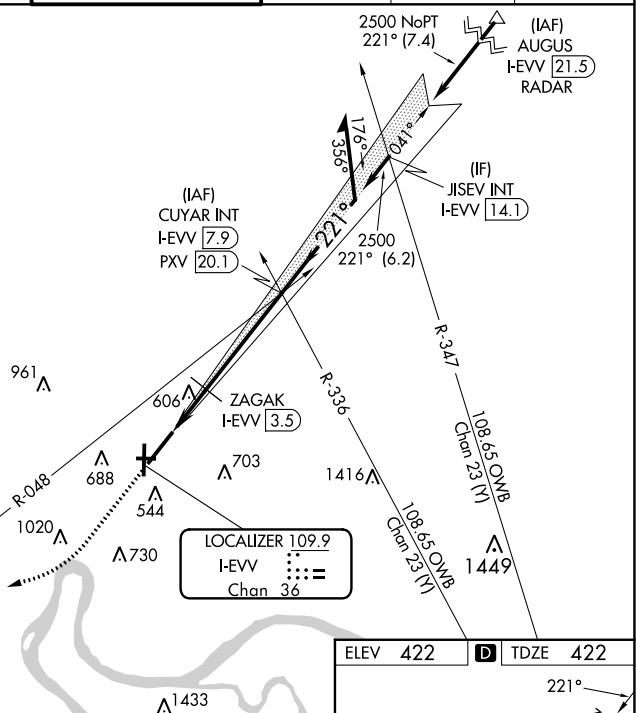 2500 NoPT
221° (7.4)
(IAF)
AUGUS
I-EVV 21.5
RADAR
176°
356°
041°
(IF)
JISEV INT
I-EVV 14.1
(IAF)
CUYAR INT
I-EVV 7.9
PXV 20.1
221°
2500
221° (6.2)
R-347
R-336
961
606
ZAGAK
I-EVV 3.5
108.65 OWB
Chan 23 (Y)
R-048
688
703
1416
544
108.65 OWB
Chan 23 (Y)
1020
730
LOCALIZER 109.9
I-EVV
Chan 36
1449
ELEV 422 D TDZE 422
221°
1433